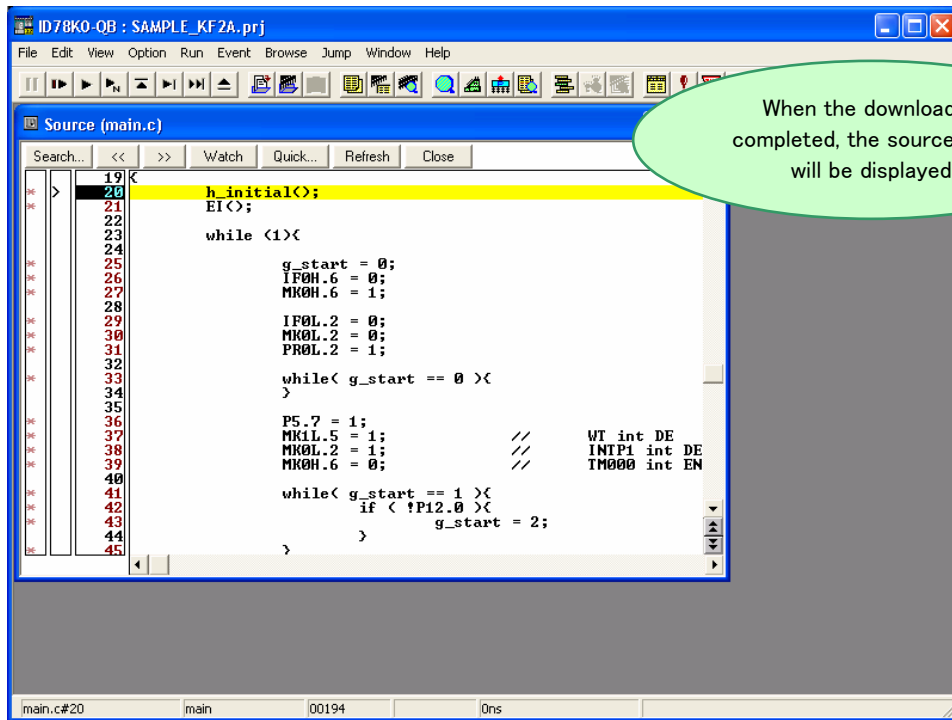 ID78K0-QB : SAMPLE_KF2A.prj
File Edit View Option Run Event Browse Jump Window Help
Source (main.c)
When the download
completed, the source
will be displayed
Search... << >> Watch Quick... Refresh Close
19 {
> 20 h_initial();
21 EI();
22
23 while (1){
24
25 g_start = 0;
26 IF0H.6 = 0;
27 MK0H.6 = 1;
28
29 IF0L.2 = 0;
30 MK0L.2 = 0;
31 PR0L.2 = 1;
32
33 while( g_start == 0 ){
34 }
35
36 P5.7 = 1;
37 MK1L.5 = 1; // WT int DE
38 MK0L.2 = 1; // INTP1 int DE
39 MK0H.6 = 0; // TM000 int EN
40
41 while( g_start == 1 ){
42 if ( !P12.0 ){
43 g_start = 2;
44 }
45 }
main.c#20 main 00194 0ns